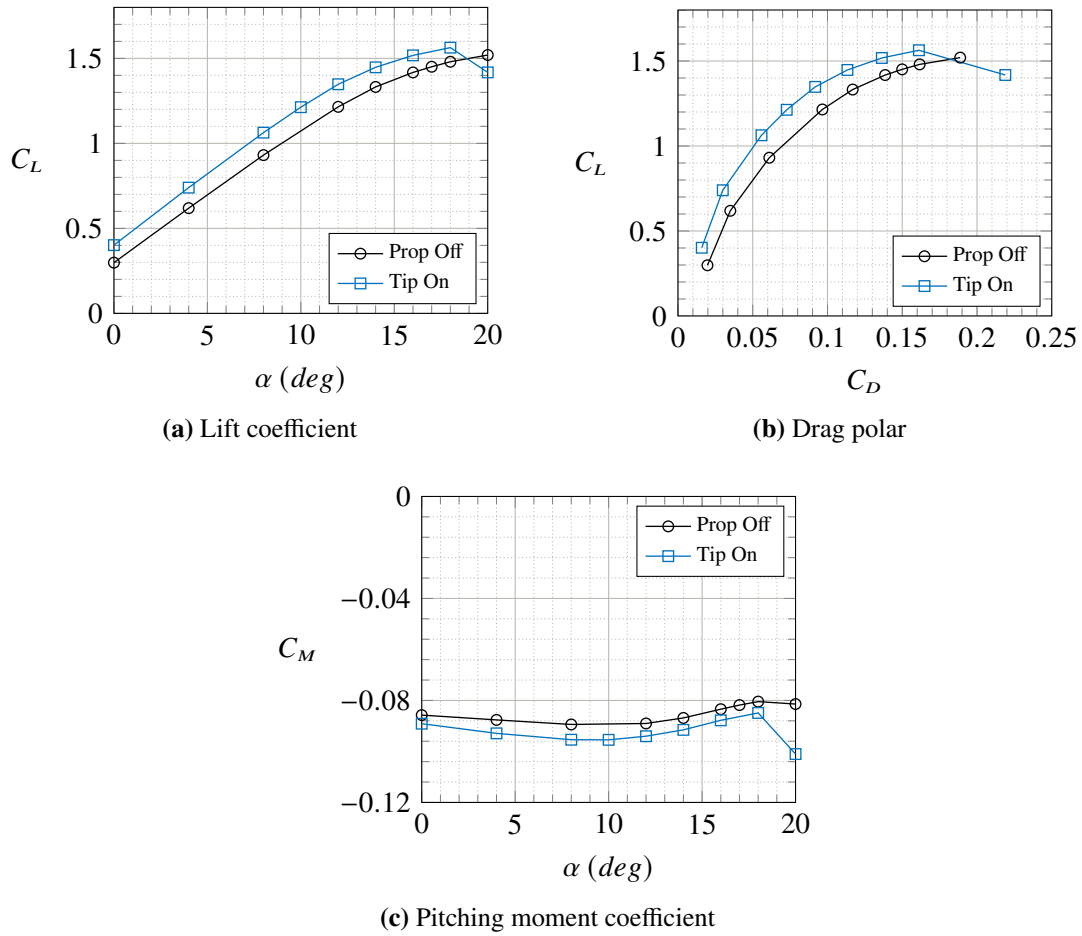 1.5
1
0.5
0
C_L
0 5 10 15 20
α (deg)
Prop Off
Tip On
(a) Lift coefficient
1.5
1
0.5
0
C_L
0 0.05 0.1 0.15 0.2 0.25
C_D
Prop Off
Tip On
(b) Drag polar
0
−0.04
−0.08
−0.12
C_M
0 5 10 15 20
α (deg)
Prop Off
Tip On
(c) Pitching moment coefficient